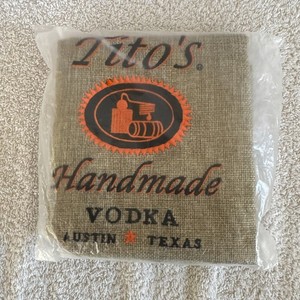 Tito's®
Handmade
VODKA
AUSTIN ★ TEXAS